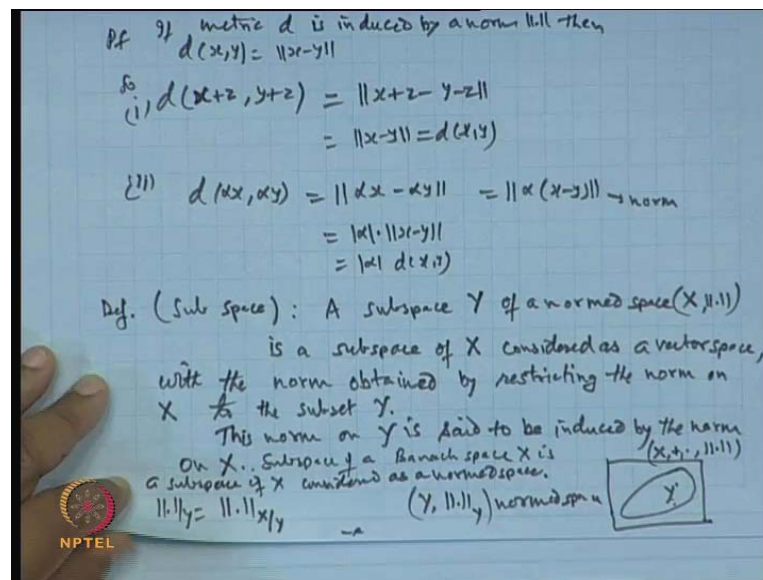 Pf If metric d is induced by a norm ||.|| then
d(x,y) = ||x-y||
So
(i) d(x+z, y+z) = ||x+z-y-z||
= ||x-y|| = d(x,y)
(ii) d(αx, αy) = ||αx - αy|| = ||α(x-y)|| → norm
= |α|.||x-y||
= |α| d(x,y)
Def. (Sub space): A subspace Y of a normed space (X, ||.||)
is a subspace of X considered as a vector space,
with the norm obtained by restricting the norm on
X to the subset Y.
This norm on Y is said to be induced by the norm
on X.. Subspace of a Banach space X is
(X, +, ., ||.||)
a subspace of X considered as a normed space.
||.||y = ||.||x/y (Y, ||.||y) normed space
Y
NPTEL